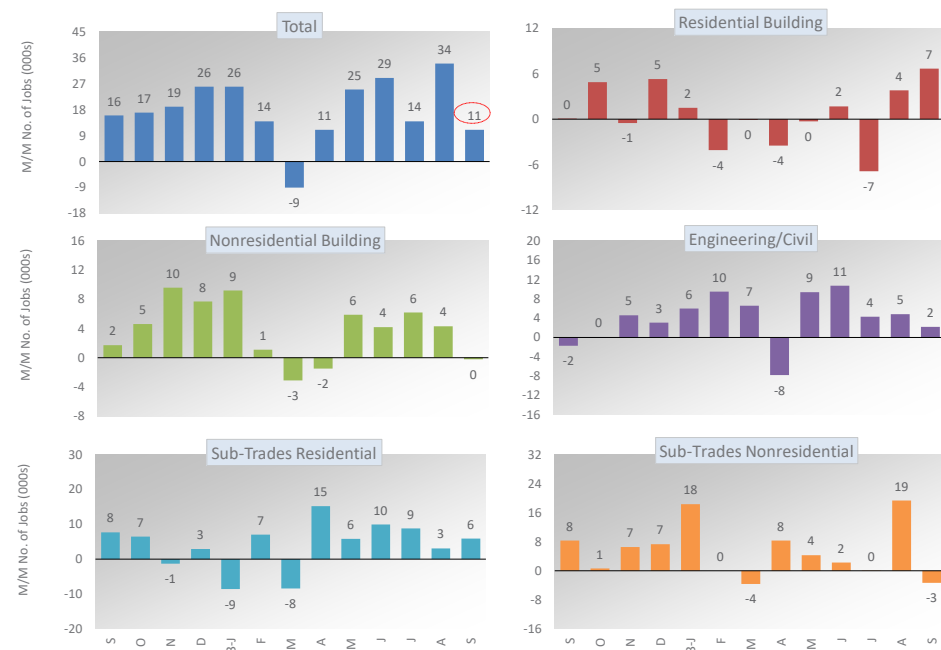 Total
M/M No. of Jobs (000s)
45
36
27
18
9
0
-9
-18
16 17 19 26 26 14 -9 11 25 29 14 34 11
Residential Building
12
6
0
-6
-12
0 5 -1 5 2 -4 0 -4 0 2 -7 4 7
Nonresidential Building
M/M No. of Jobs (000s)
16
12
8
4
0
-4
-8
2 5 10 8 9 1 -3 -2 6 4 6 4 0
Engineering/Civil
20
16
12
8
4
0
-4
-8
-12
-16
-2 0 5 3 6 10 7 -8 9 11 4 5 2
Sub-Trades Residential
M/M No. of Jobs (000s)
30
20
10
0
-10
-20
8 7 -1 3 -9 7 -8 15 6 10 9 3 6
S O N D 3-J F M A M J J A S
Sub-Trades Nonresidential
32
24
16
8
0
-8
-16
8 1 7 7 18 0 -4 8 4 2 0 19 -3
S O N D 3-J F M A M J J A S